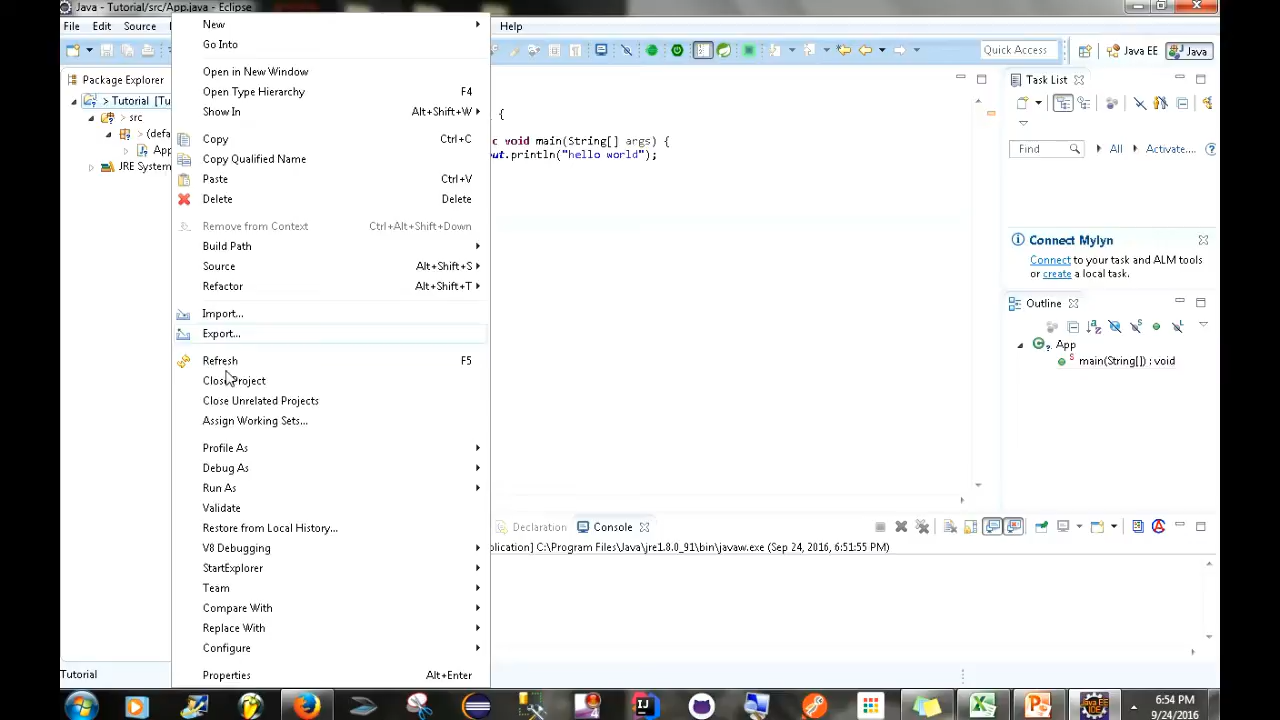 Java - Tutorial/src/App.java - Eclipse
File Edit Source Help
Quick Access Java EE Java
Package Explorer
> Tutorial [Tu
> src
> (defa
App
JRE System
New
Go Into
Open in New Window
Open Type Hierarchy F4
Show In Alt+Shift+W
Copy Ctrl+C
Copy Qualified Name
Paste Ctrl+V
Delete Delete
Remove from Context Ctrl+Alt+Shift+Down
Build Path
Source Alt+Shift+S
Refactor Alt+Shift+T
Import...
Export...
Refresh F5
Close Project
Close Unrelated Projects
Assign Working Sets...
Profile As
Debug As
Run As
Validate
Restore from Local History...
V8 Debugging
StartExplorer
Team
Compare With
Replace With
Configure
Properties Alt+Enter
{
c void main(String[] args) {
ut.println("hello world");
Task List
Find All Activate...
Connect Mylyn
Connect to your task and ALM tools
or create a local task.
Outline
App
main(String[]) : void
Declaration Console
plication] C:\Program Files\Java\jre1.8.0_91\bin\javaw.exe (Sep 24, 2016, 6:51:55 PM)
Tutorial
IJ
Java EE
IDE
6:54 PM
9/24/2016